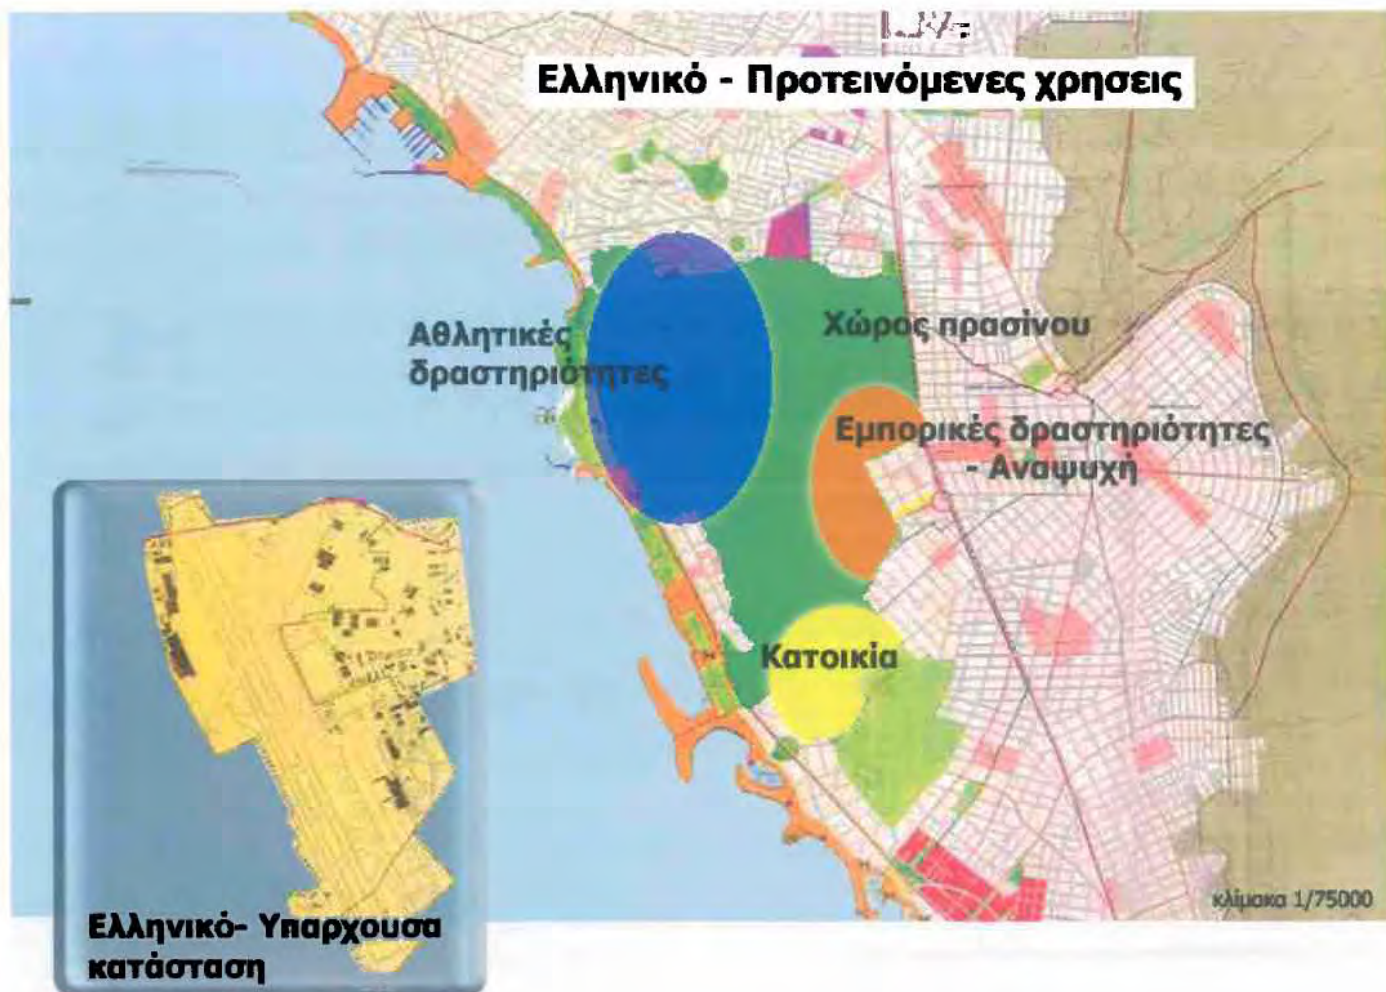 Ελληνικό - Προτεινόμενες χρησεις
Αθλητικές
δραστηριότητες
Χώρος πρασίνου
Εμπορικές δραστηριότητες
- Αναψυχή
Κατοικία
κλίμακα 1/75000
Ελληνικό- Υπαρχουσα
κατάσταση